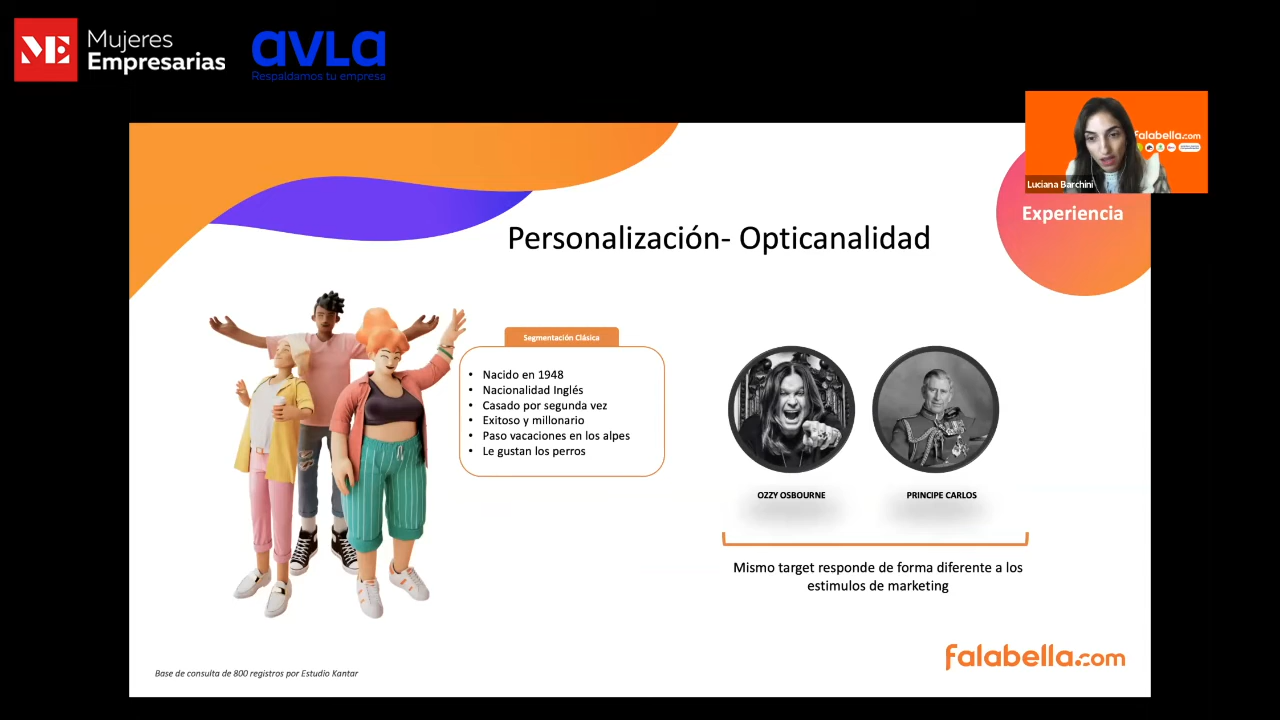 Mujeres
Empresarias
ME
avla
Respaldamos tu empresa
falabella.com
Luciana Barchini
Experiencia
Personalización- Opticanalidad
Segmentación Clásica
• Nacido en 1948
• Nacionalidad Inglés
• Casado por segunda vez
• Exitoso y millonario
• Paso vacaciones en los alpes
• Le gustan los perros
OZZY OSBOURNE
PRINCIPE CARLOS
Mismo target responde de forma diferente a los
estimulos de marketing
falabella.com
Base de consulta de 800 registros por Estudio Kantar